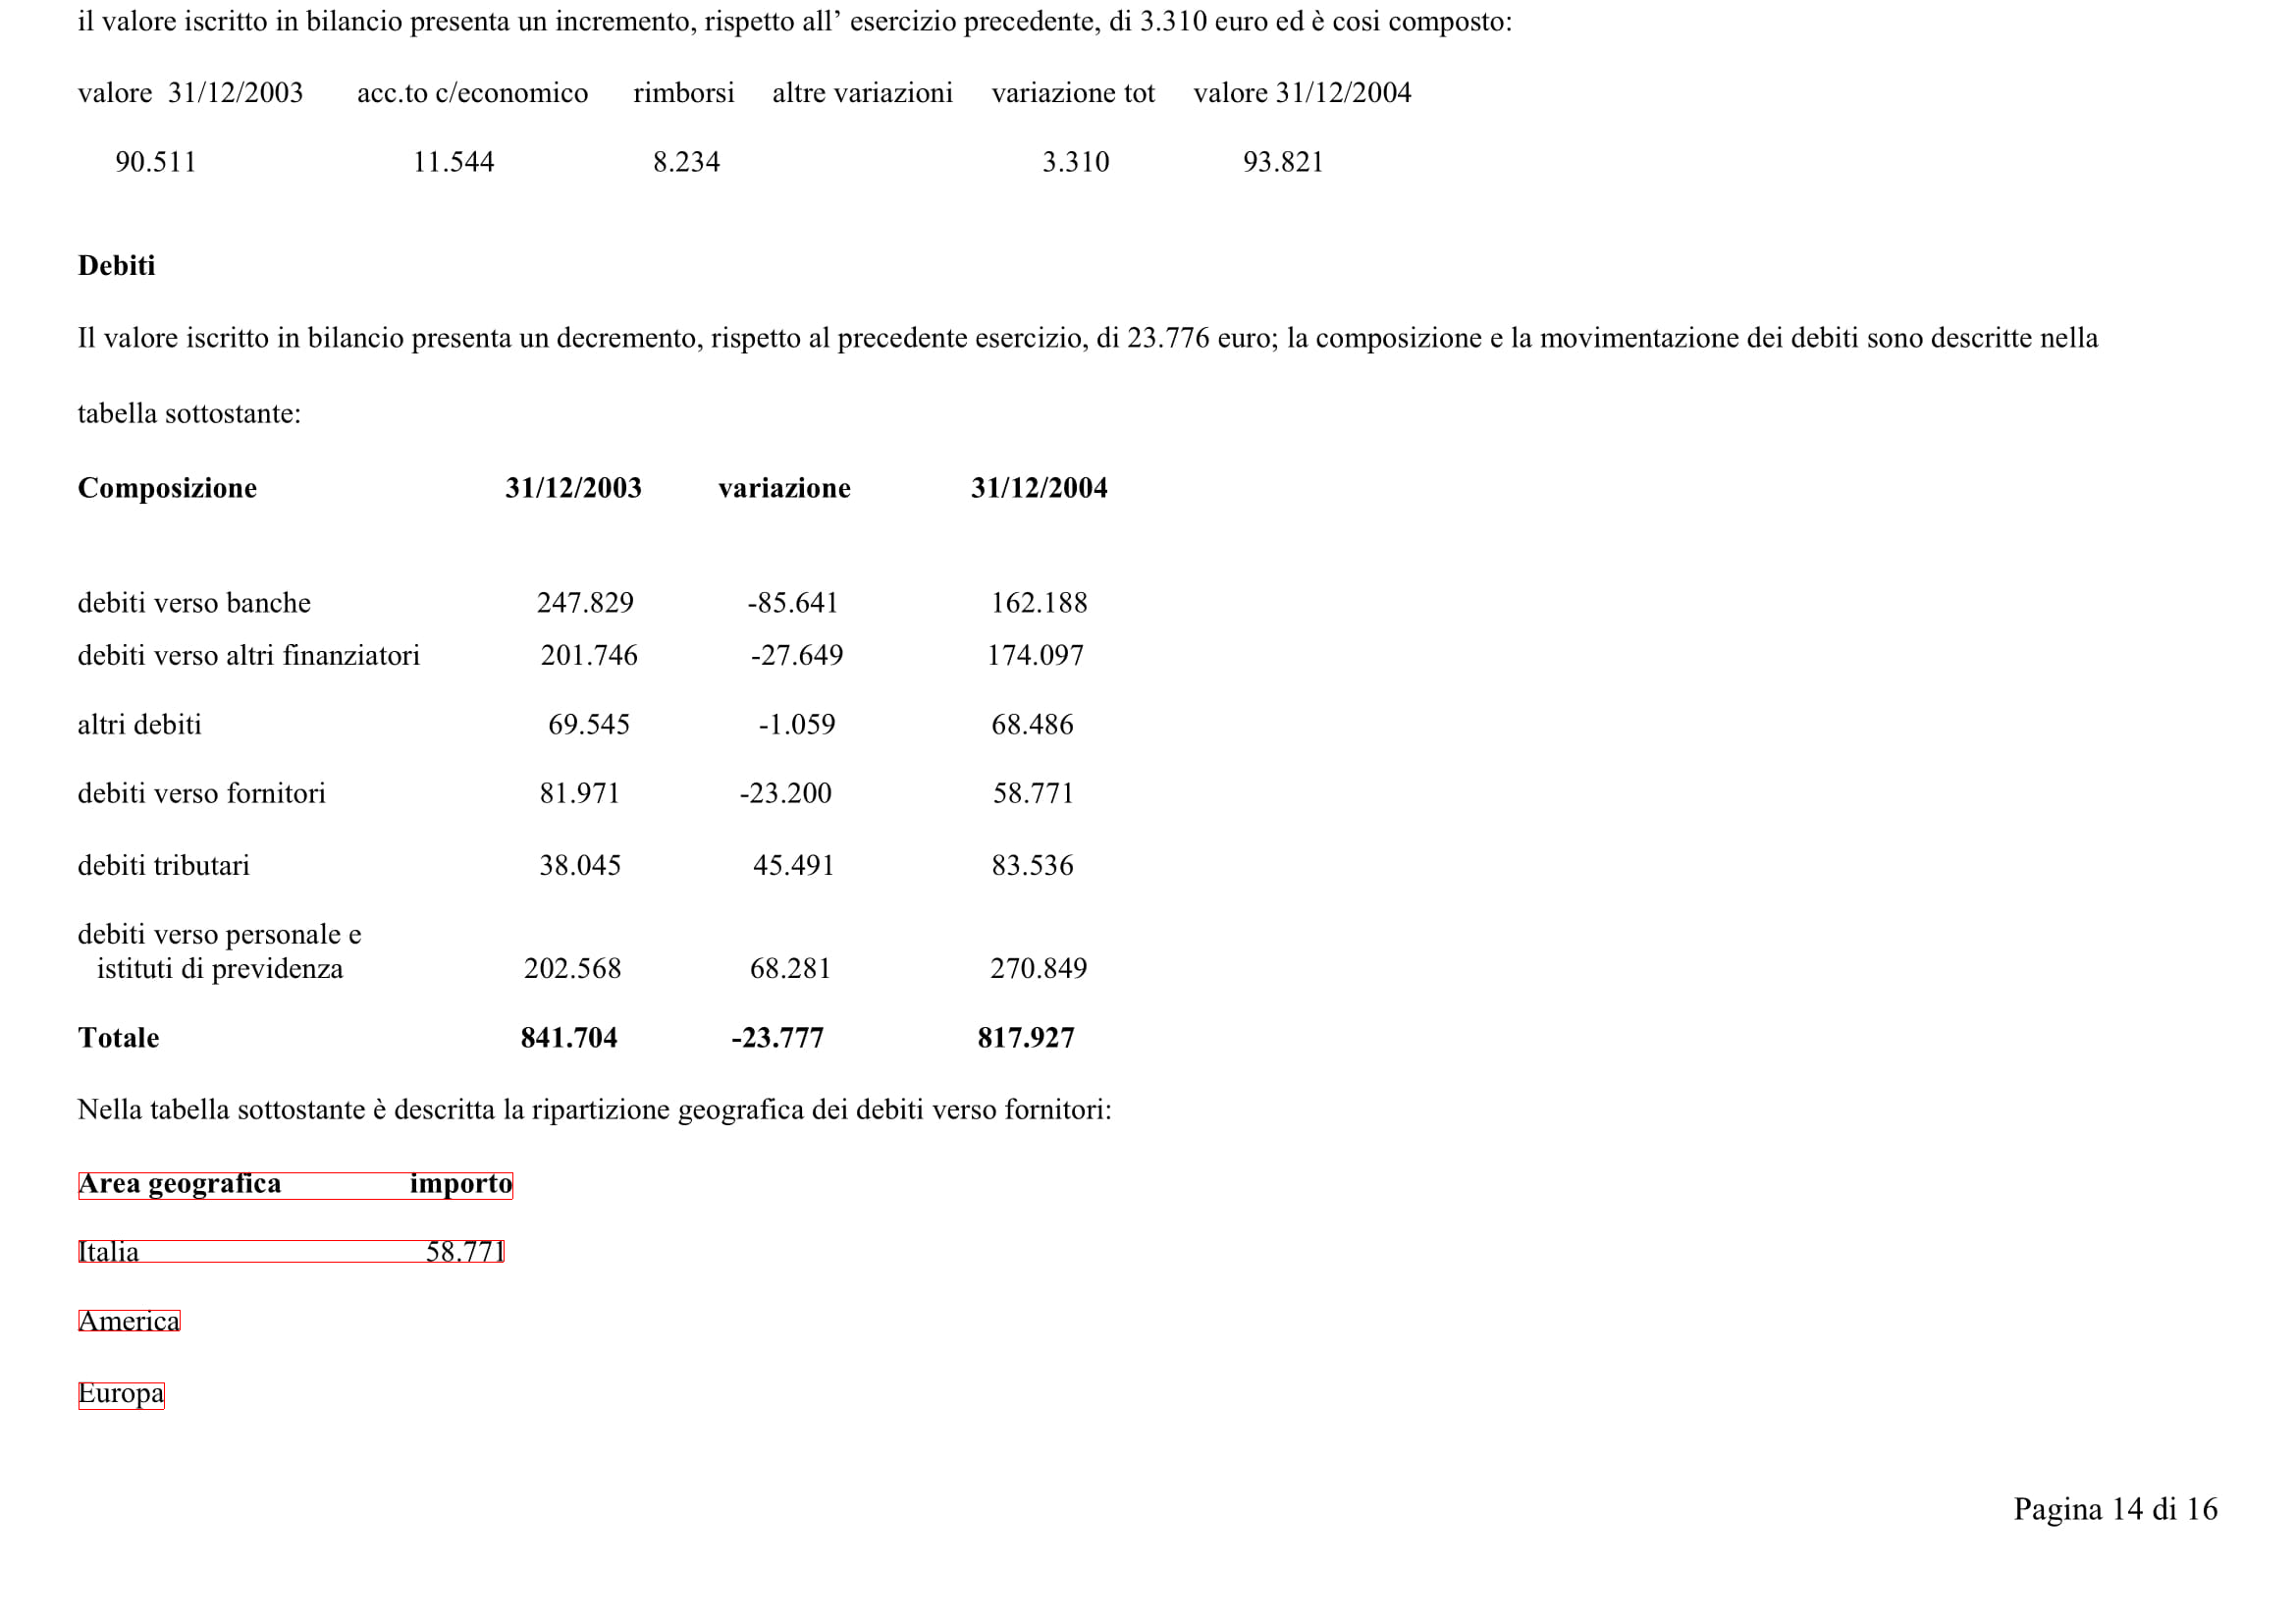 il valore iscritto in bilancio presenta un incremento, rispetto all’ esercizio precedente, di 3.310 euro ed è cosi composto:
valore 31/12/2003 acc.to c/economico rimborsi altre variazioni variazione tot valore 31/12/2004
90.511 11.544 8.234 3.310 93.821
Debiti
Il valore iscritto in bilancio presenta un decremento, rispetto al precedente esercizio, di 23.776 euro; la composizione e la movimentazione dei debiti sono descritte nella
tabella sottostante:
Composizione 31/12/2003 variazione 31/12/2004
debiti verso banche 247.829 -85.641 162.188
debiti verso altri finanziatori 201.746 -27.649 174.097
altri debiti 69.545 -1.059 68.486
debiti verso fornitori 81.971 -23.200 58.771
debiti tributari 38.045 45.491 83.536
debiti verso personale e
istituti di previdenza 202.568 68.281 270.849
Totale 841.704 -23.777 817.927
Nella tabella sottostante è descritta la ripartizione geografica dei debiti verso fornitori:
Area geografica importo
Italia 58.771
America
Europa
Pagina 14 di 16